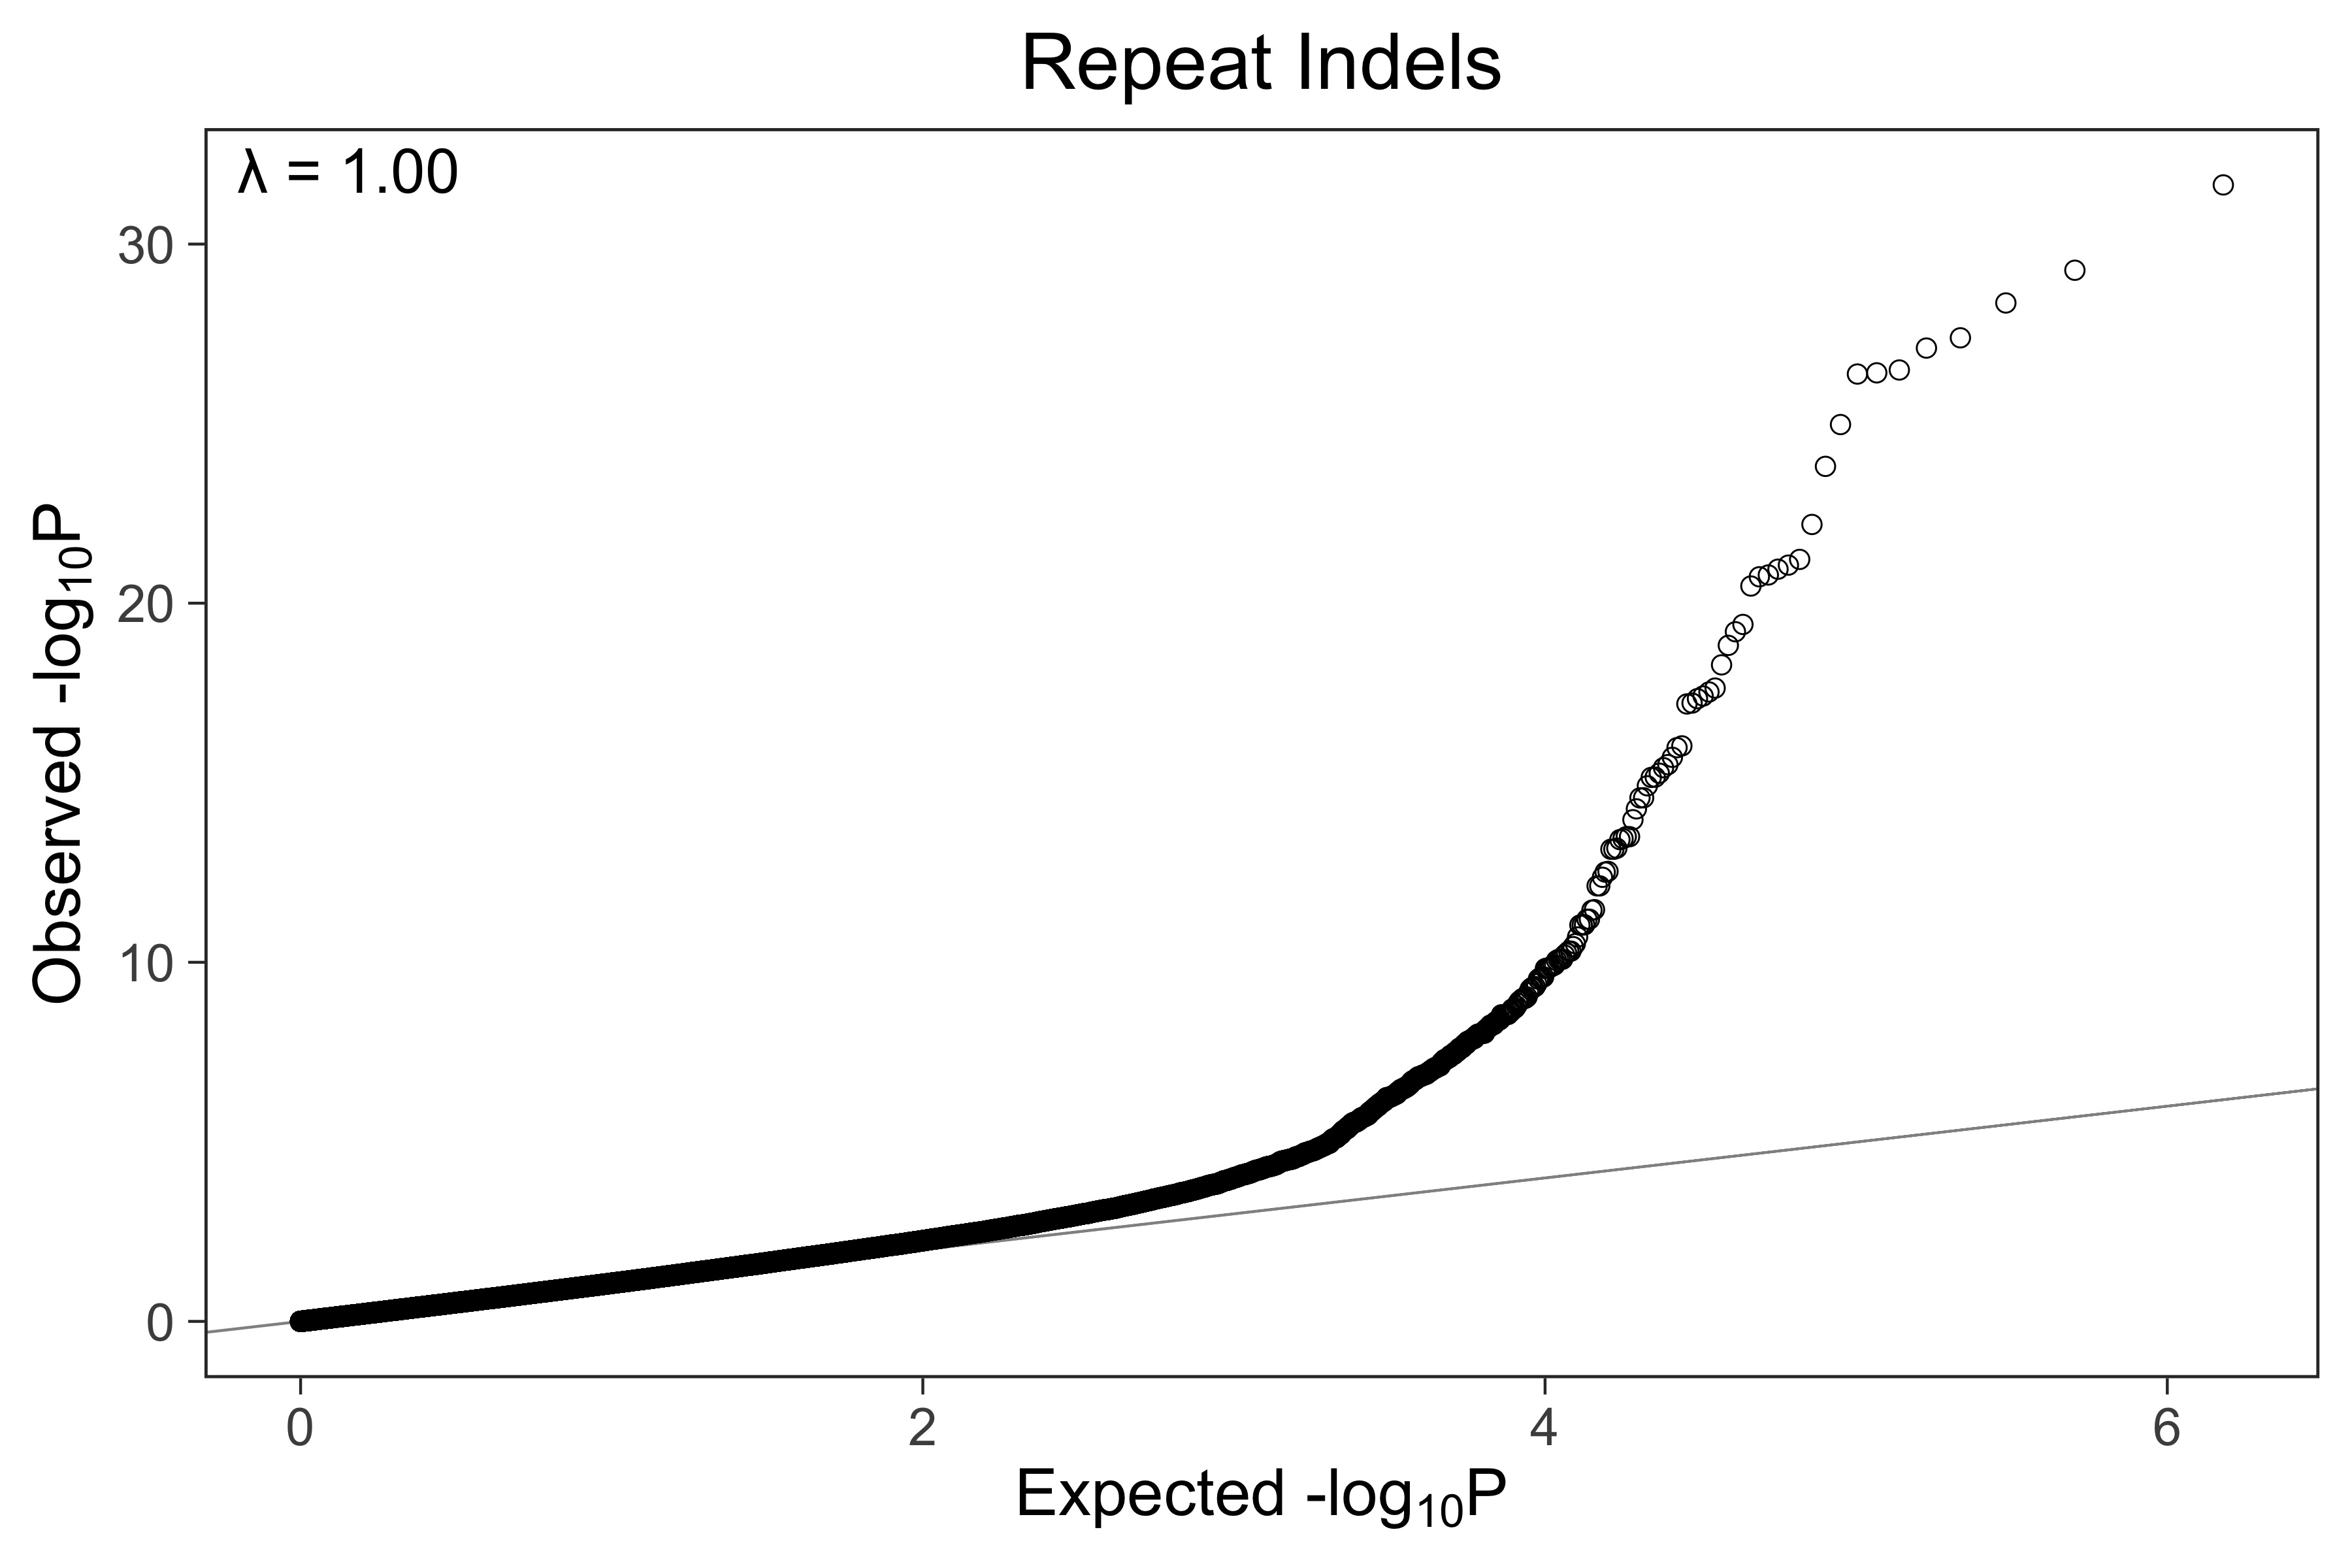 Repeat Indels
λ = 1.00
30
20
10
0
Observed -log₁₀P
0 2 4 6
Expected -log₁₀P